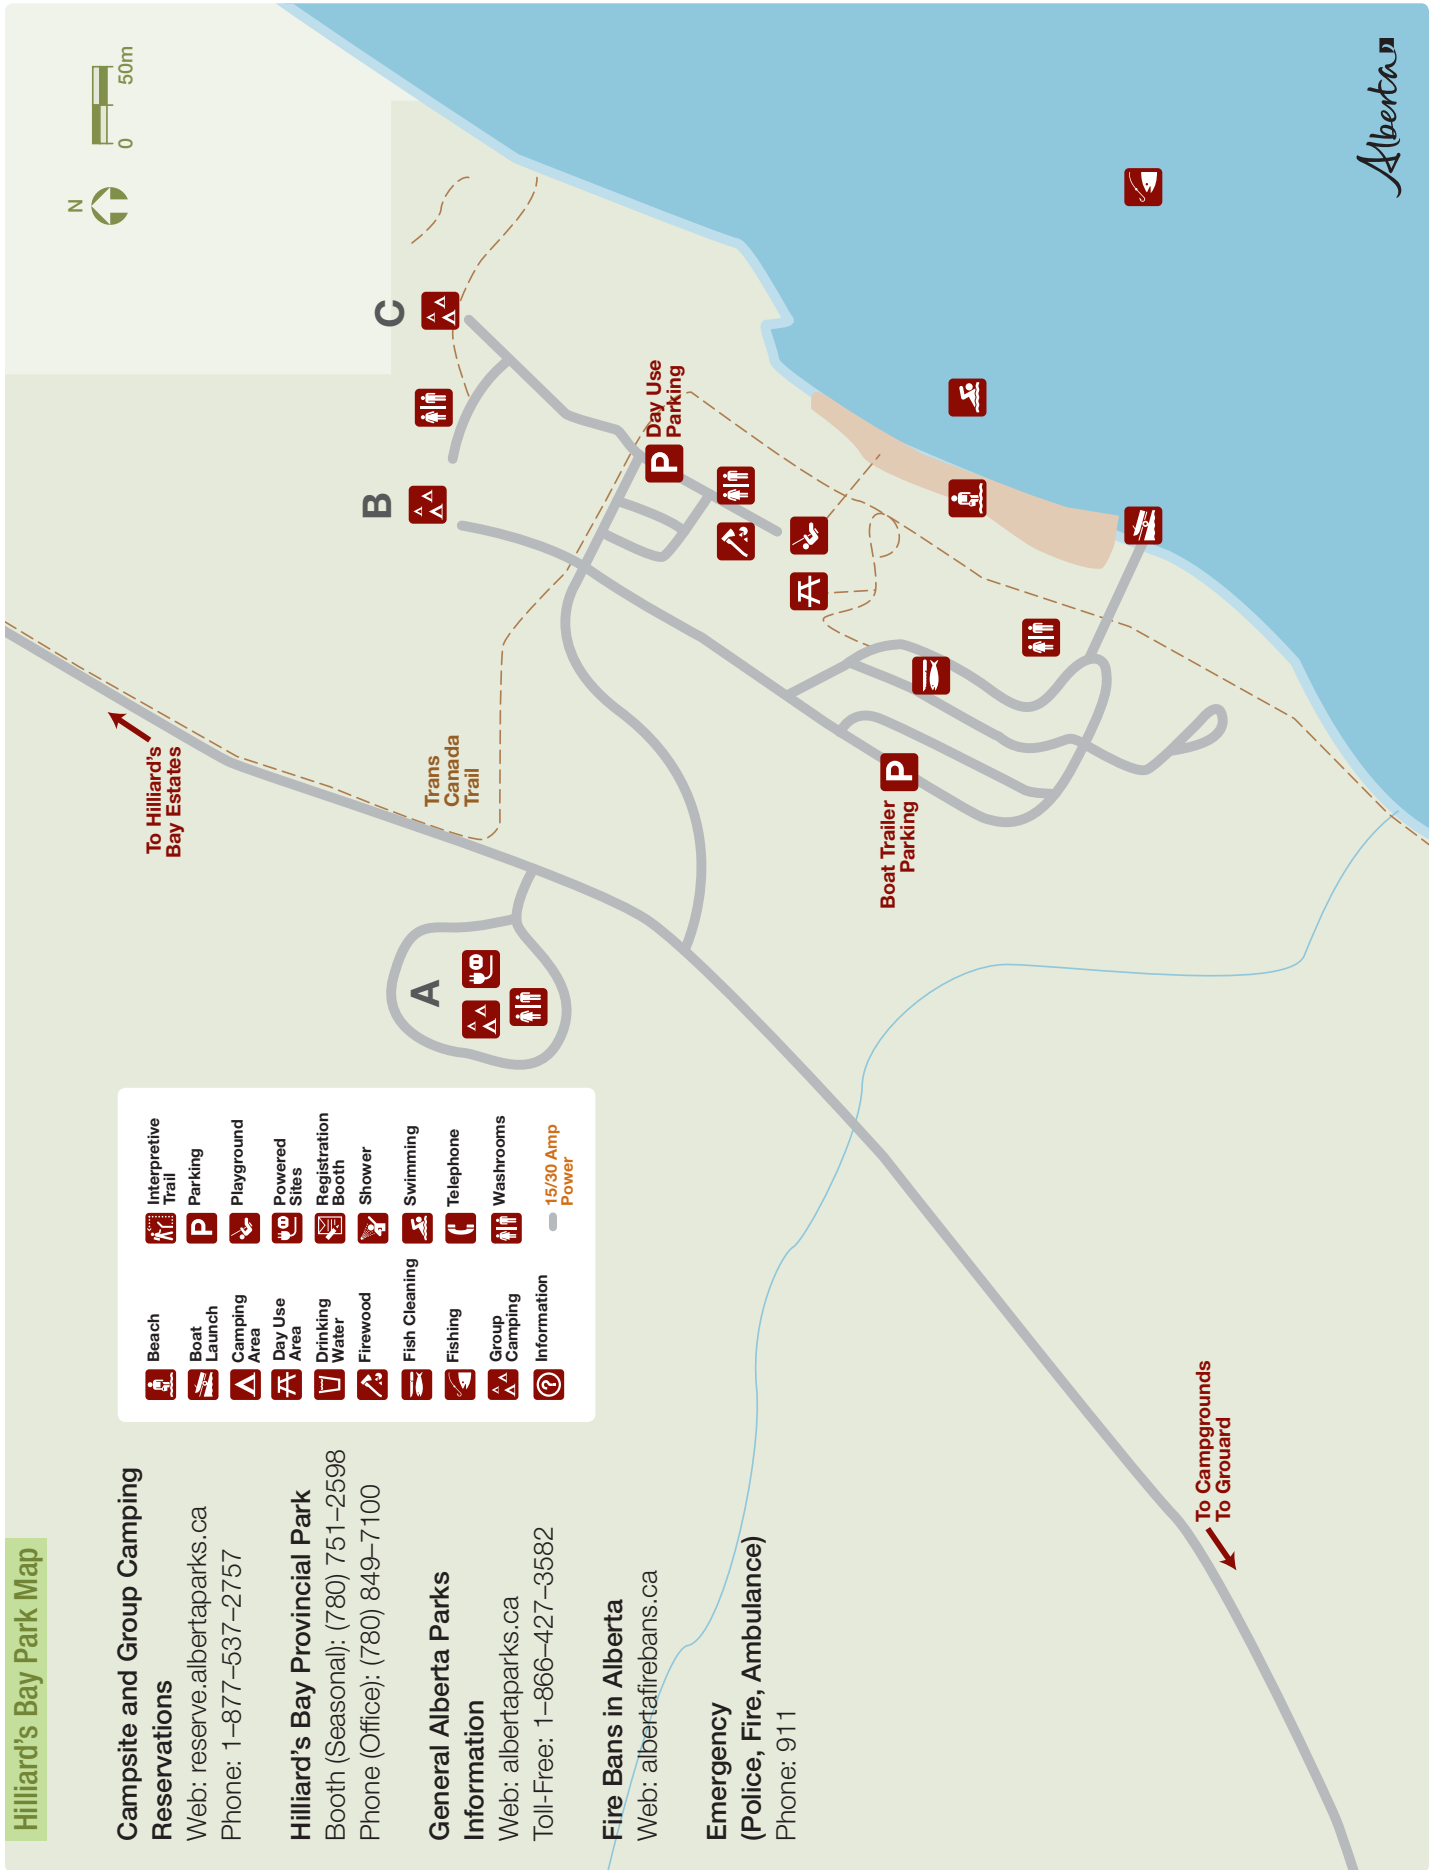 Hilliard's Bay Park Map
Campsite and Group Camping
Reservations
Web: reserve.albertaparks.ca
Phone: 1–877–537–2757
Hilliard's Bay Provincial Park
Booth (Seasonal): (780) 751–2598
Phone (Office): (780) 849–7100
General Alberta Parks
Information
Web: albertaparks.ca
Toll-Free: 1–866–427–3582
Fire Bans in Alberta
Web: albertafirebans.ca
Emergency
(Police, Fire, Ambulance)
Phone: 911
Beach
Boat
Launch
Camping
Area
Day Use
Area
Drinking
Water
Firewood
Fish Cleaning
Fishing
Group
Camping
Information
Interpretive
Trail
Parking
Playground
Powered
Sites
Registration
Booth
Shower
Swimming
Telephone
Washrooms
15/30 Amp
Power
To Hilliard's
Bay Estates
Trans
Canada
Trail
A
B
C
P
Day Use
Parking
P
Boat Trailer
Parking
To Campgrounds
To Grouard
N
0 50m
Alberta